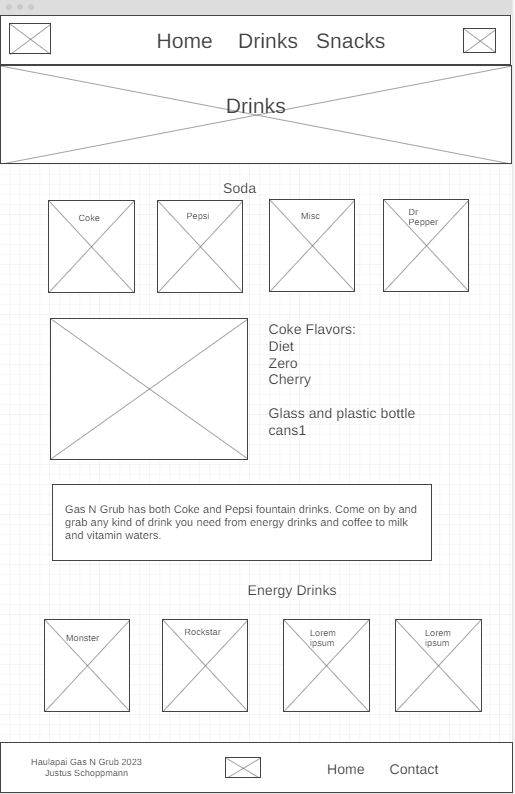 Home Drinks Snacks
Drinks
Soda
Coke
Pepsi
Misc
Dr
Pepper
Coke Flavors:
Diet
Zero
Cherry
Glass and plastic bottle
cans1
Gas N Grub has both Coke and Pepsi fountain drinks. Come on by and
grab any kind of drink you need from energy drinks and coffee to milk
and vitamin waters.
Energy Drinks
Monster
Rockstar
Lorem
ipsum
Lorem
ipsum
Haulapai Gas N Grub 2023
Justus Schoppmann
Home Contact